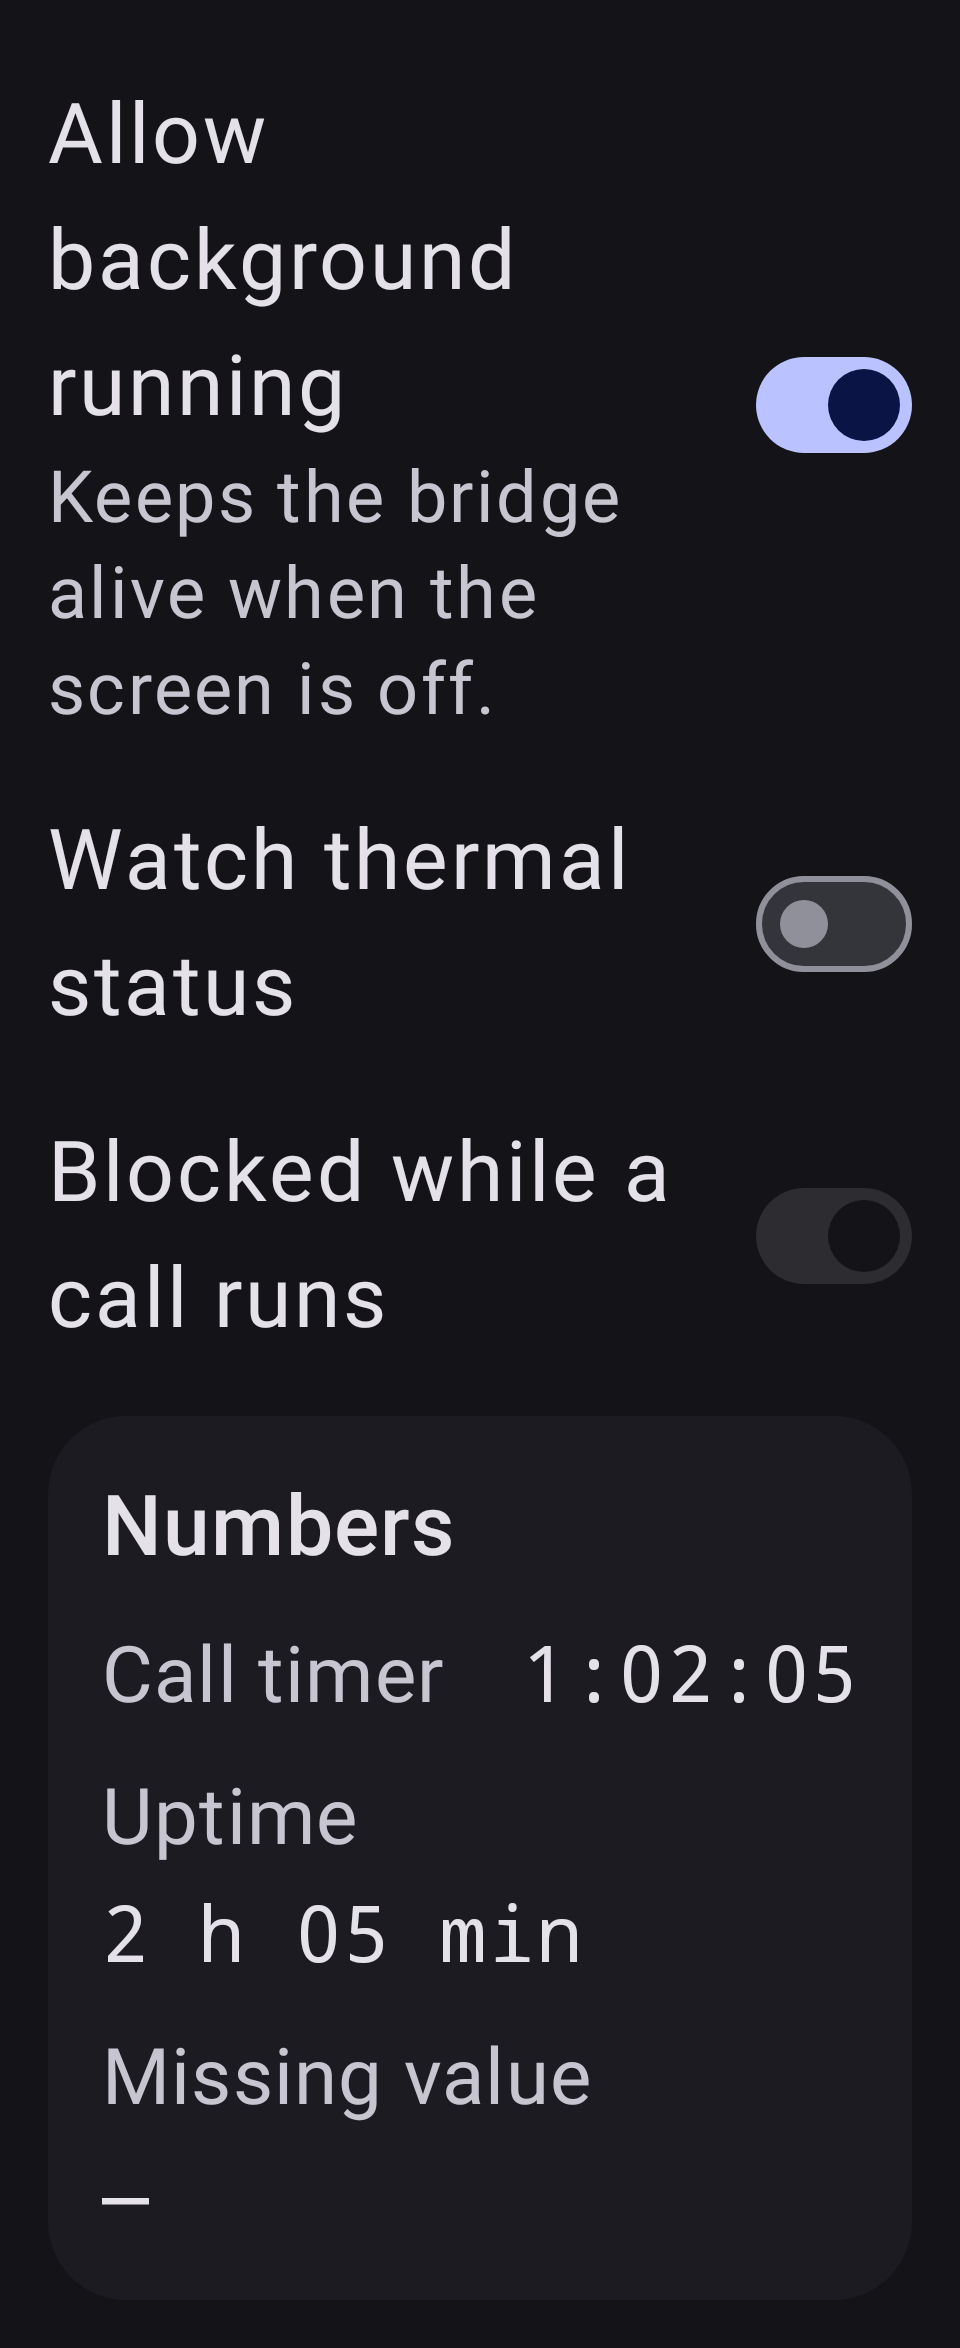 Allow
background
running
Keeps the bridge
alive when the
screen is off.
Watch thermal
status
Blocked while a
call runs
Numbers
Call timer 1:02:05
Uptime
2 h 05 min
Missing value
—